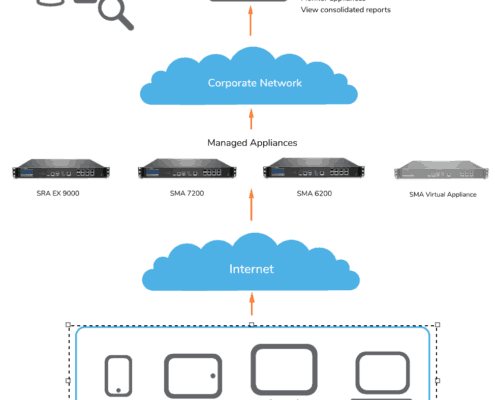 View consolidated reports
Corporate Network
Managed Appliances
SRA EX 9000
SMA 7200
SMA 6200
SMA Virtual Appliance
Internet